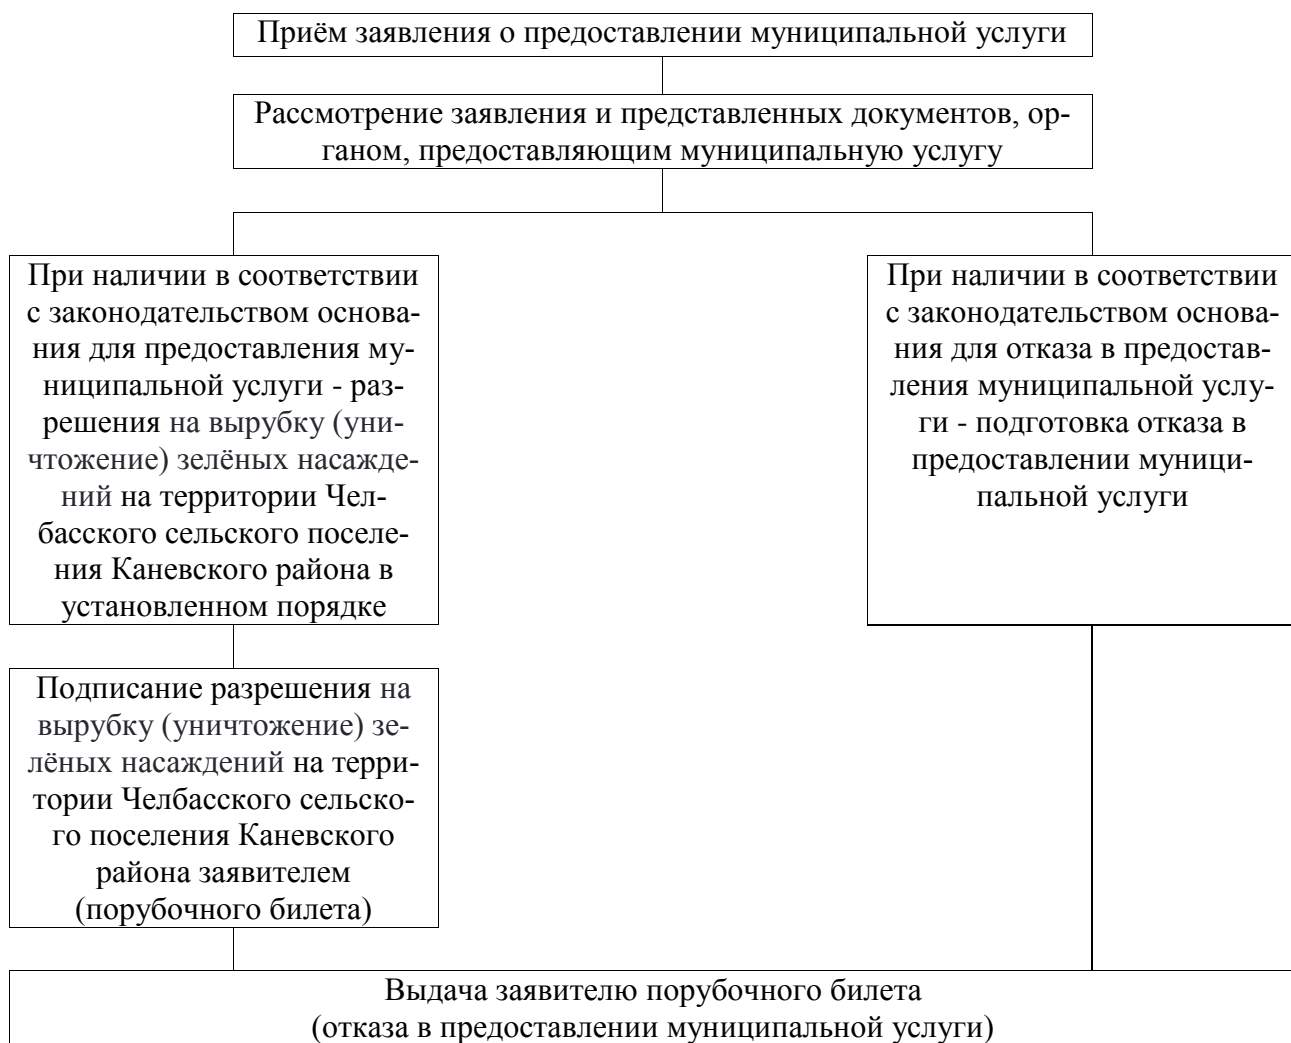 Приём заявления о предоставлении муниципальной услуги
Рассмотрение заявления и представленных документов, ор-
ганом, предоставляющим муниципальную услугу
При наличии в соответствии
с законодательством основа-
ния для предоставления му-
ниципальной услуги - раз-
решения на вырубку (уни-
чтожение) зелёных насажде-
ний на территории Чел-
басского сельского поселе-
ния Каневского района в
установленном порядке
При наличии в соответствии
с законодательством основа-
ния для отказа в предостав-
ления муниципальной услу-
ги - подготовка отказа в
предоставлении муници-
пальной услуги
Подписание разрешения на
вырубку (уничтожение) зе-
лёных насаждений на терри-
тории Челбасского сельско-
го поселения Каневского
района заявителем
(порубочного билета)
Выдача заявителю порубочного билета
(отказа в предоставлении муниципальной услуги)